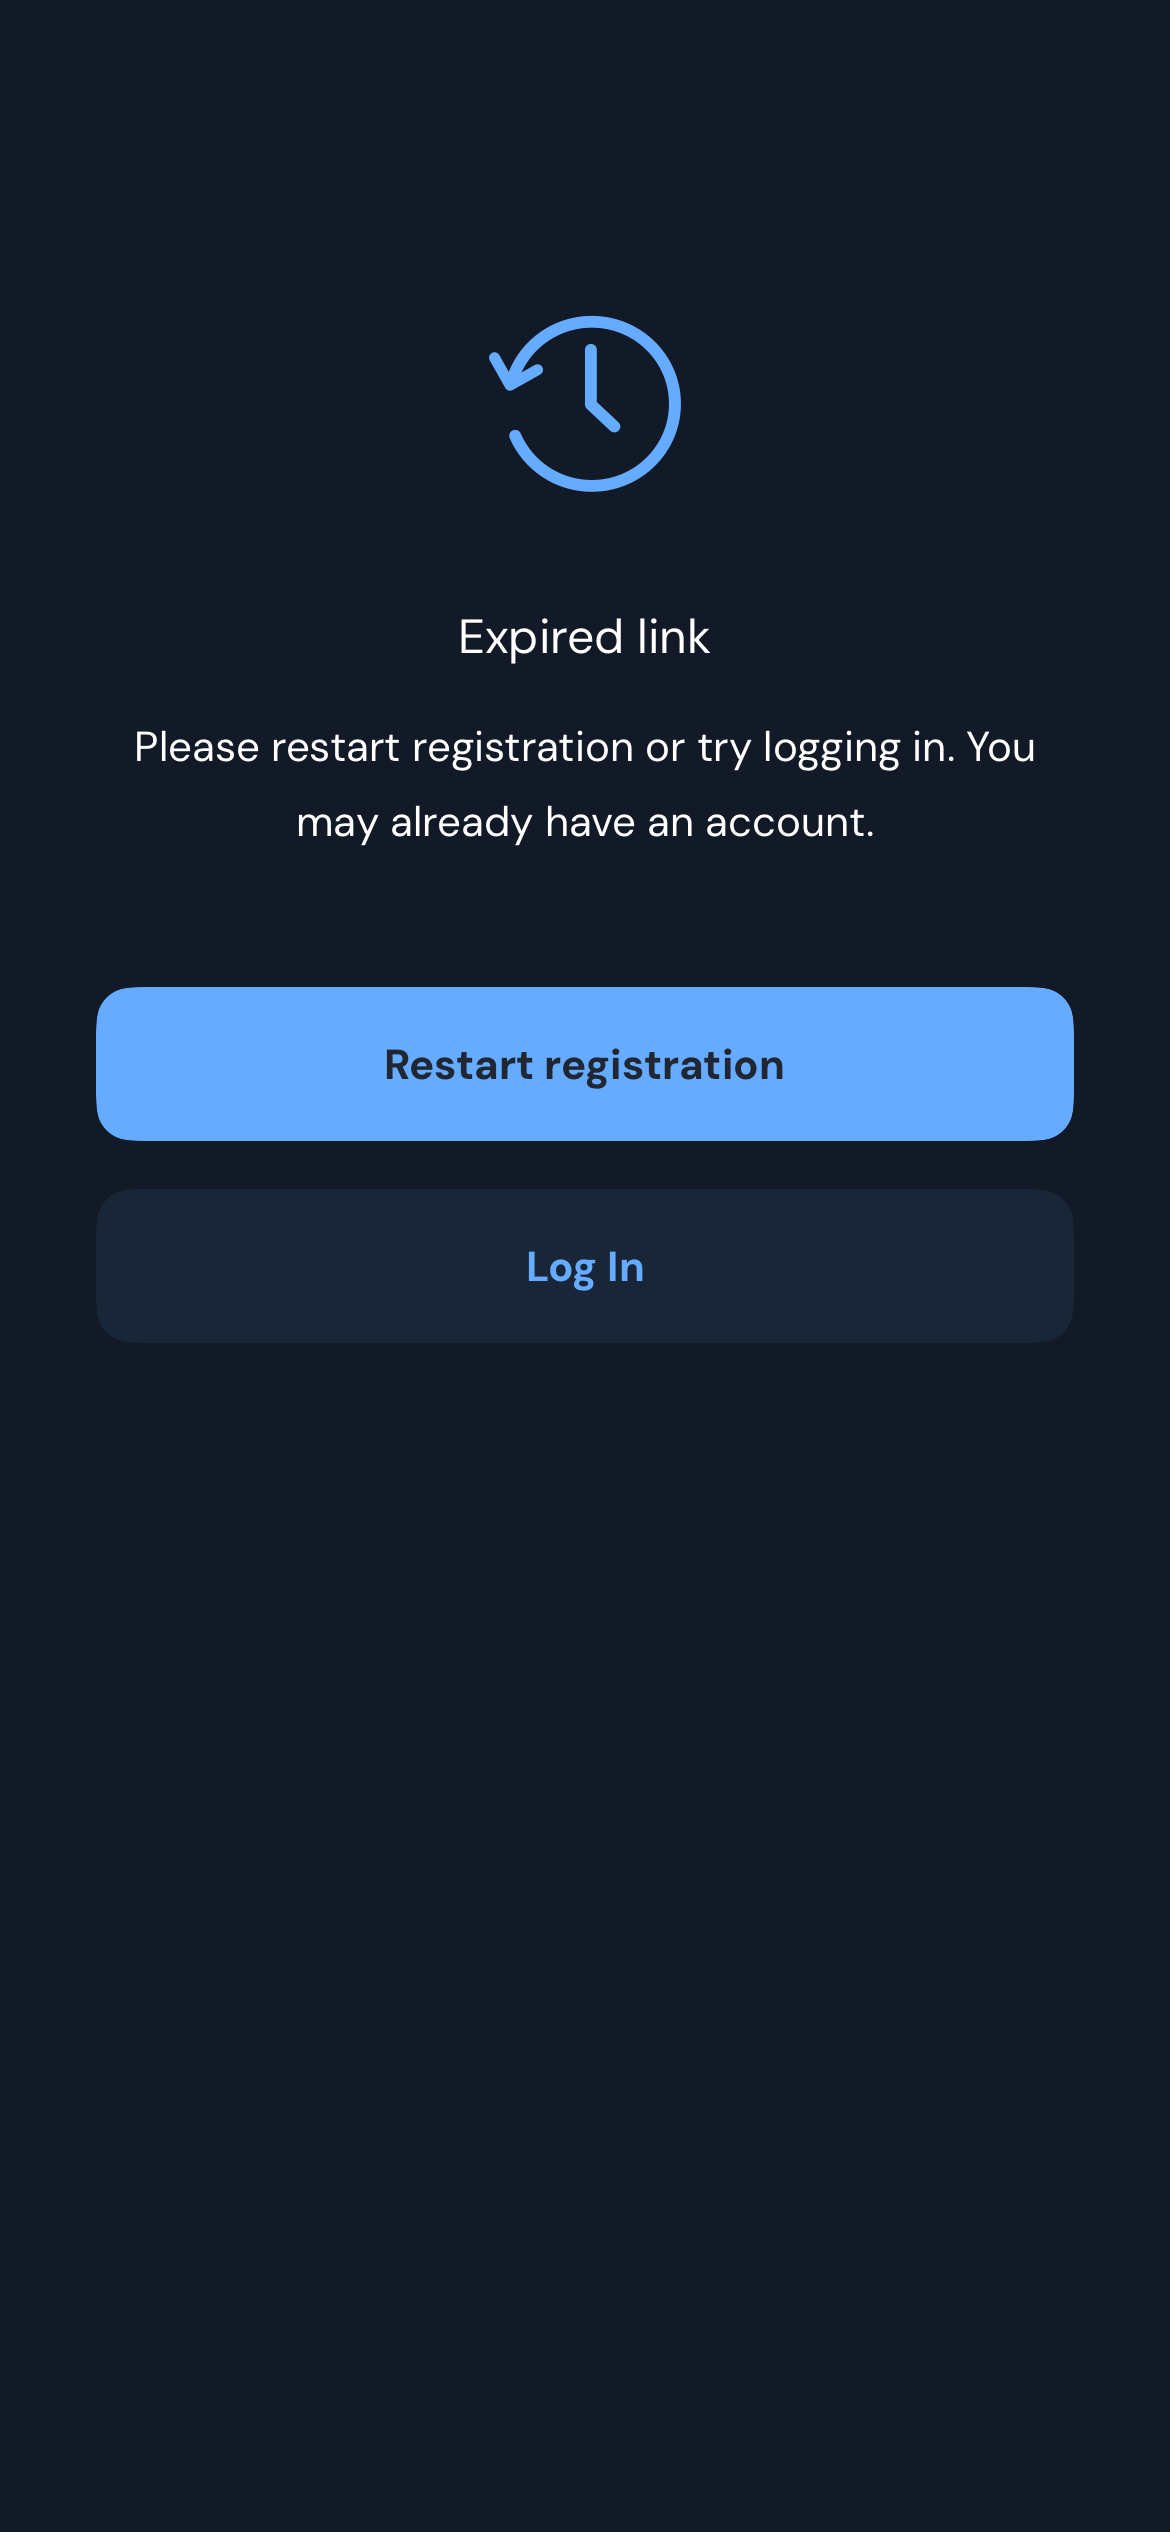 Expired link
Please restart registration or try logging in. You
may already have an account.
Restart registration
Log In